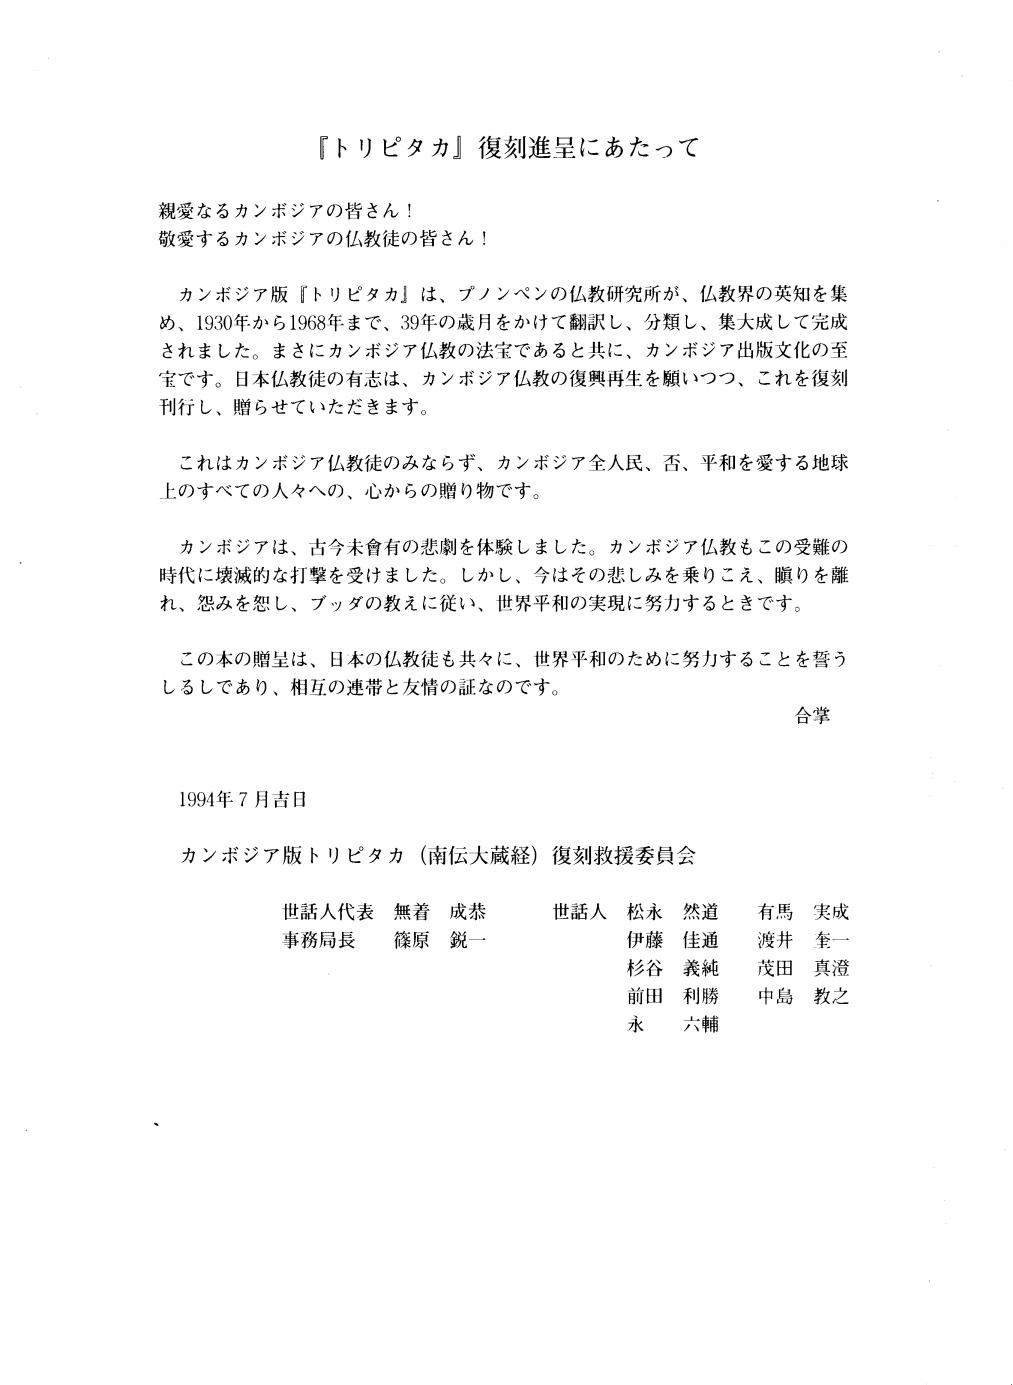 『トリピタカ』復刻進呈にあたって
親愛なるカンボジアの皆さん！
敬愛するカンボジアの仏教徒の皆さん！
カンボジア版『トリピタカ』は、プノンペンの仏教研究所が、仏教界の英知を集
め、1930年から1968年まで、39年の歳月をかけて翻訳し、分類し、集大成して完成
されました。まさにカンボジア仏教の法宝であると共に、カンボジア出版文化の至
宝です。日本仏教徒の有志は、カンボジア仏教の復興再生を願いつつ、これを復刻
刊行し、贈らせていただきます。
これはカンボジア仏教徒のみならず、カンボジア全人民、否、平和を愛する地球
上のすべての人々への、心からの贈り物です。
カンボジアは、古今未會有の悲劇を体験しました。カンボジア仏教もこの受難の
時代に壊滅的な打撃を受けました。しかし、今はその悲しみを乗りこえ、瞋りを離
れ、怨みを恕し、ブッダの教えに従い、世界平和の実現に努力するときです。
この本の贈呈は、日本の仏教徒も共々に、世界平和のために努力することを誓う
しるしであり、相互の連帯と友情の証なのです。
合掌
1994年７月吉日
カンボジア版トリピタカ（南伝大蔵経）復刻救援委員会
世話人代表　無着　成恭　世話人　松永　然道　有馬　実成
事務局長　篠原　鋭一　伊藤　佳通　渡井　奎一
杉谷　義純　茂田　真澄
前田　利勝　中島　教之
永　六輔